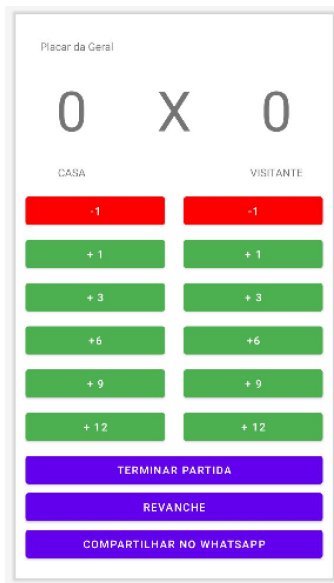 Placar da Geral
0 X 0
CASA VISITANTE
-1 -1
+ 1 + 1
+ 3 + 3
+6 +6
+ 9 + 9
+ 12 + 12
TERMINAR PARTIDA
REVANCHE
COMPARTILHAR NO WHATSAPP